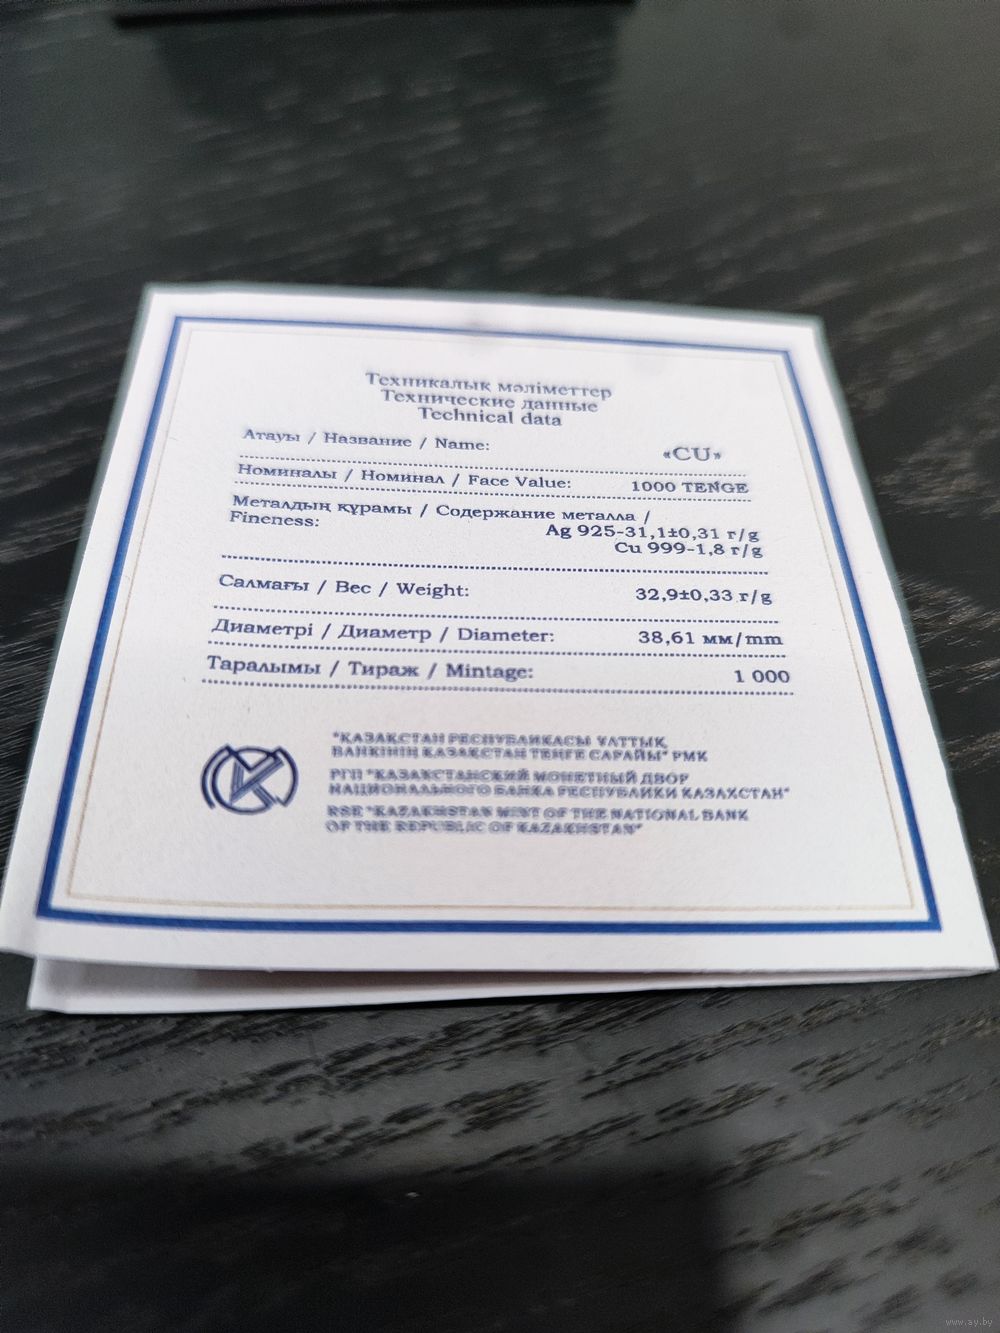 Техникалық мәліметтер
Технические данные
Technical data
Атауы / Название / Name: «CU»
Номиналы / Номинал / Face Value: 1000 TENGE
Металдың құрамы / Содержание металла /
Fineness: Ag 925-31,1±0,31 г/g
Cu 999-1,8 г/g
Салмағы / Вес / Weight: 32,9±0,33 г/g
Диаметрі / Диаметр / Diameter: 38,61 мм/mm
Таралымы / Тираж / Mintage: 1 000
"ҚАЗАҚСТАН РЕСПУБЛИКАСЫ ҰЛТТЫҚ
БАНКІНІҢ ҚАЗАҚСТАН ТЕҢГЕ САРАЙЫ" РМК
РГП "КАЗАХСТАНСКИЙ МОНЕТНЫЙ ДВОР
НАЦИОНАЛЬНОГО БАНКА РЕСПУБЛИКИ КАЗАХСТАН"
RSE "KAZAKHSTAN MINT OF THE NATIONAL BANK
OF THE REPUBLIC OF KAZAKHSTAN"
www.ay.by